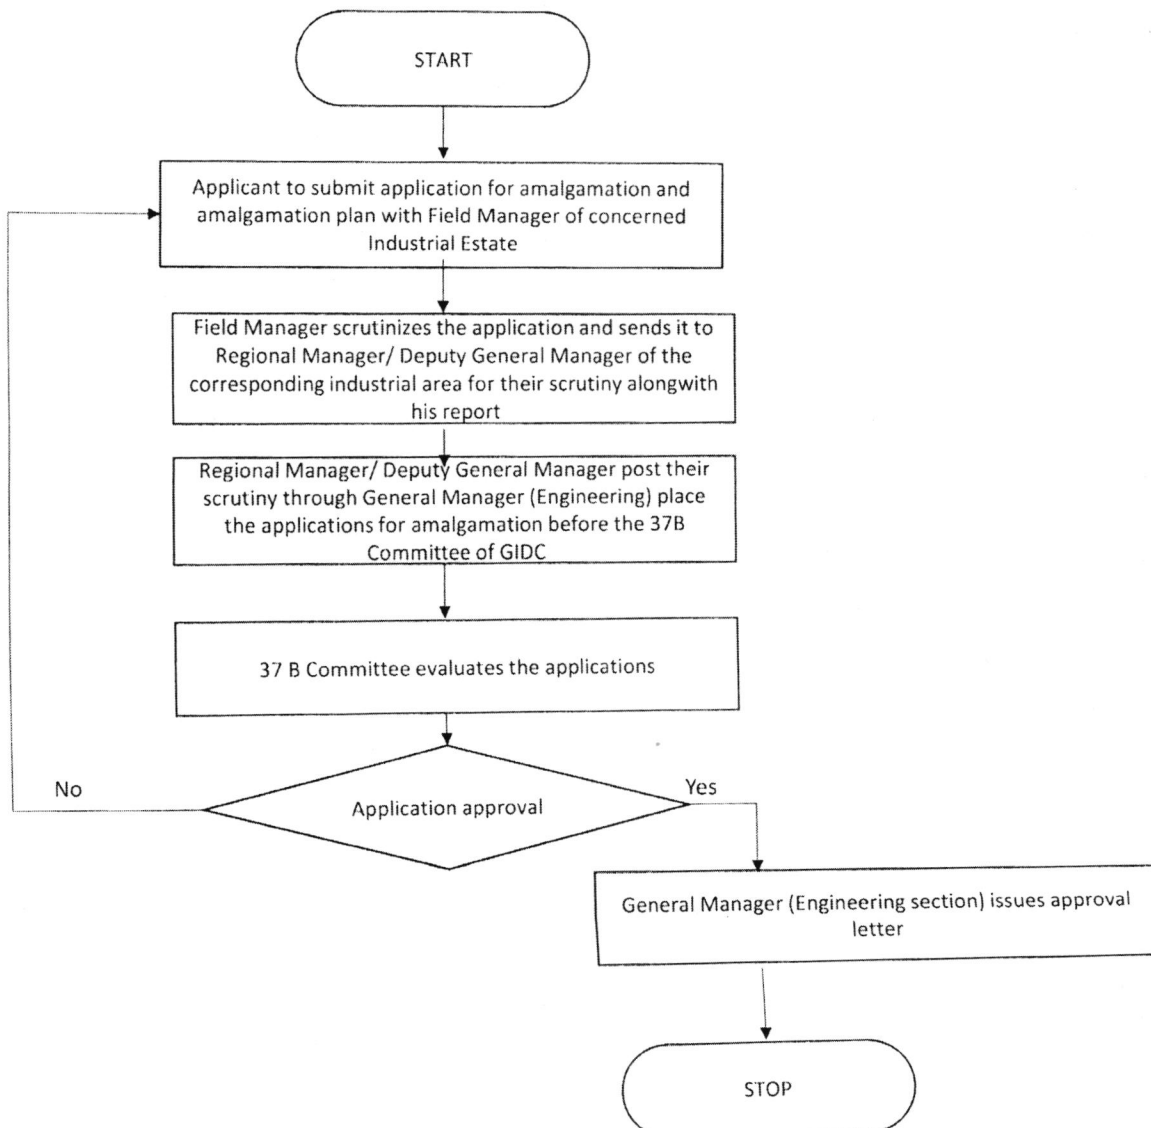 START
Applicant to submit application for amalgamation and
amalgamation plan with Field Manager of concerned
Industrial Estate
Field Manager scrutinizes the application and sends it to
Regional Manager/ Deputy General Manager of the
corresponding industrial area for their scrutiny alongwith
his report
Regional Manager/ Deputy General Manager post their
scrutiny through General Manager (Engineering) place
the applications for amalgamation before the 37B
Committee of GIDC
37 B Committee evaluates the applications
No
Application approval
Yes
General Manager (Engineering section) issues approval
letter
STOP